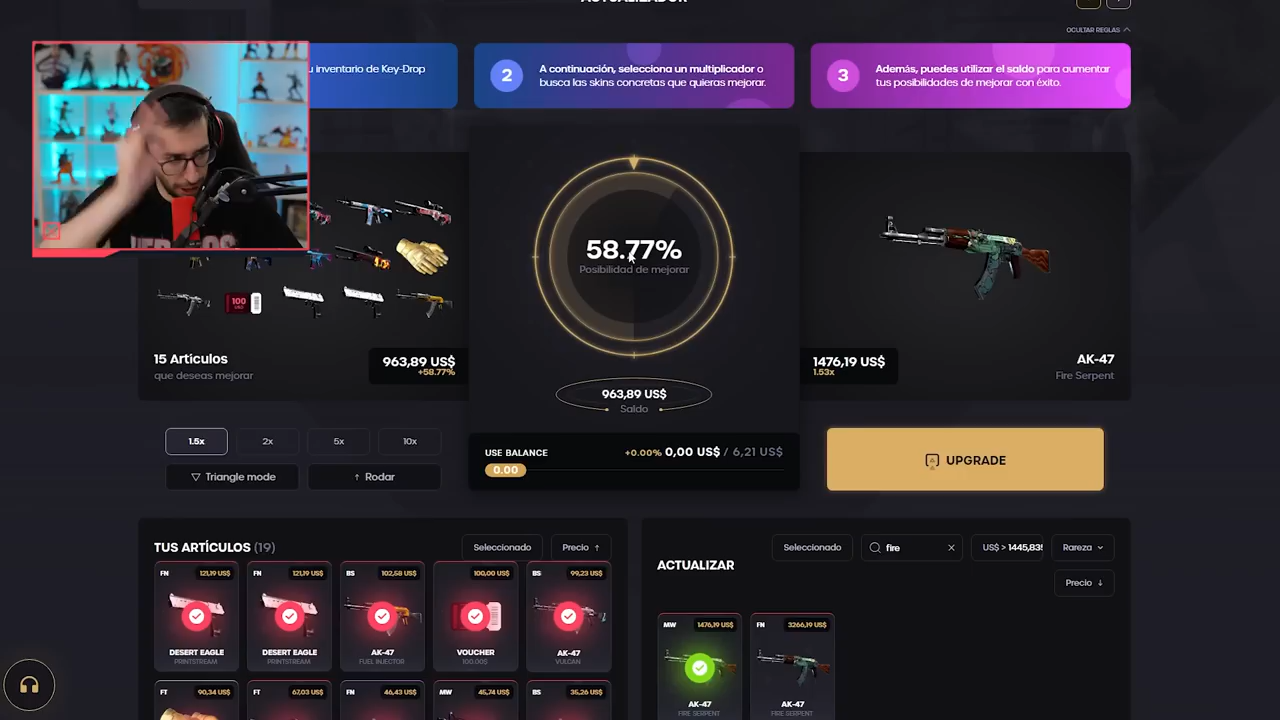 ACTUALIZADOR
OCULTAR REGLAS
u inventario de Key-Drop
2
A continuación, selecciona un multiplicador o
busca las skins concretas que quieras mejorar.
3
Además, puedes utilizar el saldo para aumentar
tus posibilidades de mejorar con éxito.
58.77%
Posibilidad de mejorar
100
15 Artículos
que deseas mejorar
963,89 US$
+58.77%
963,89 US$
Saldo
1476,19 US$
1.53x
AK-47
Fire Serpent
1.5x
2x
5x
10x
Triangle mode
Rodar
USE BALANCE
+0.00% 0,00 US$ / 6,21 US$
0.00
UPGRADE
TUS ARTÍCULOS (19)
Seleccionado
Precio
FN
121,19 US$
DESERT EAGLE
PRINTSTREAM
FN
121,19 US$
DESERT EAGLE
PRINTSTREAM
BS
102,58 US$
AK-47
FUEL INJECTOR
100,00 US$
VOUCHER
100.00$
BS
99,23 US$
AK-47
VULCAN
FT
90,34 US$
FT
67,03 US$
FN
46,43 US$
MW
45,74 US$
BS
35,26 US$
ACTUALIZAR
Seleccionado
fire
US$ > 1445,835
Rareza
Precio
MW
1476,19 US$
AK-47
FIRE SERPENT
FN
3266,19 US$
AK-47
FIRE SERPENT